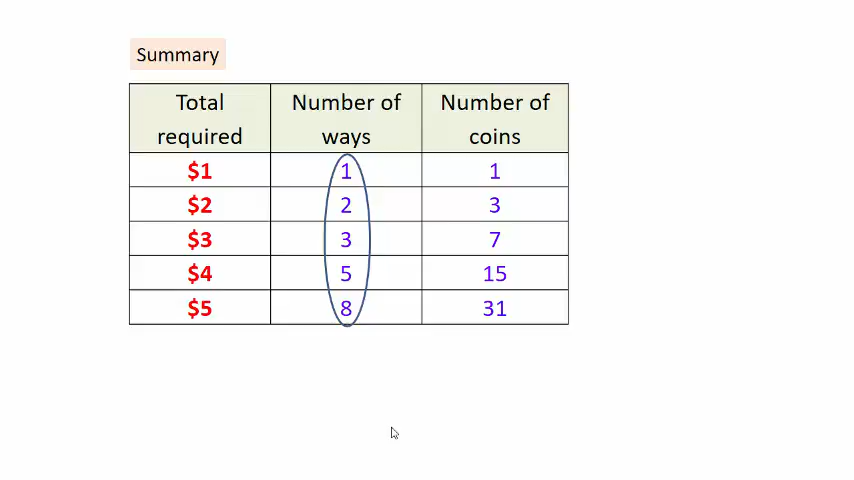 Summary
Total required Number of ways Number of coins
$1 1 1
$2 2 3
$3 3 7
$4 5 15
$5 8 31